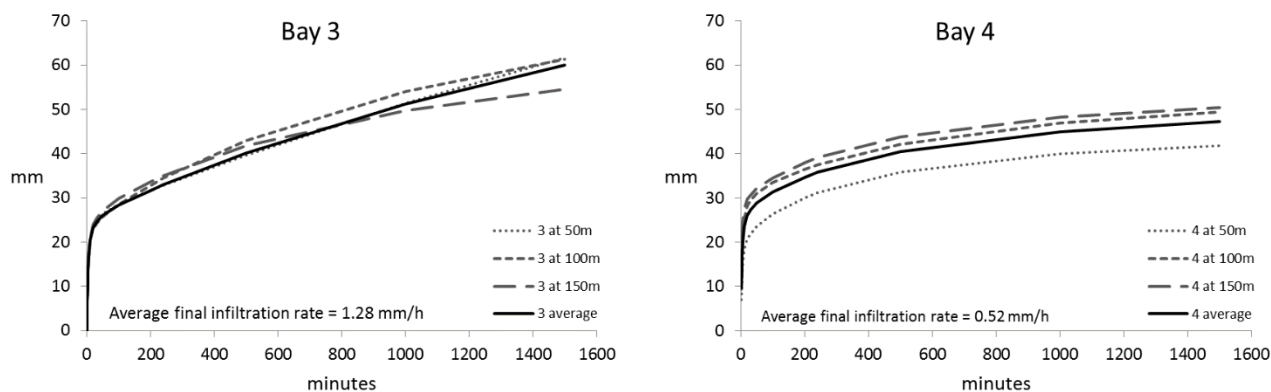 Bay 3
70
60
50
40
mm
30
20
10
0
3 at 50m
3 at 100m
3 at 150m
3 average
Average final infiltration rate = 1.28 mm/h
0 200 400 600 800 1000 1200 1400 1600
minutes
Bay 4
70
60
50
40
mm
30
20
10
0
4 at 50m
4 at 100m
4 at 150m
4 average
Average final infiltration rate = 0.52 mm/h
0 200 400 600 800 1000 1200 1400 1600
minutes